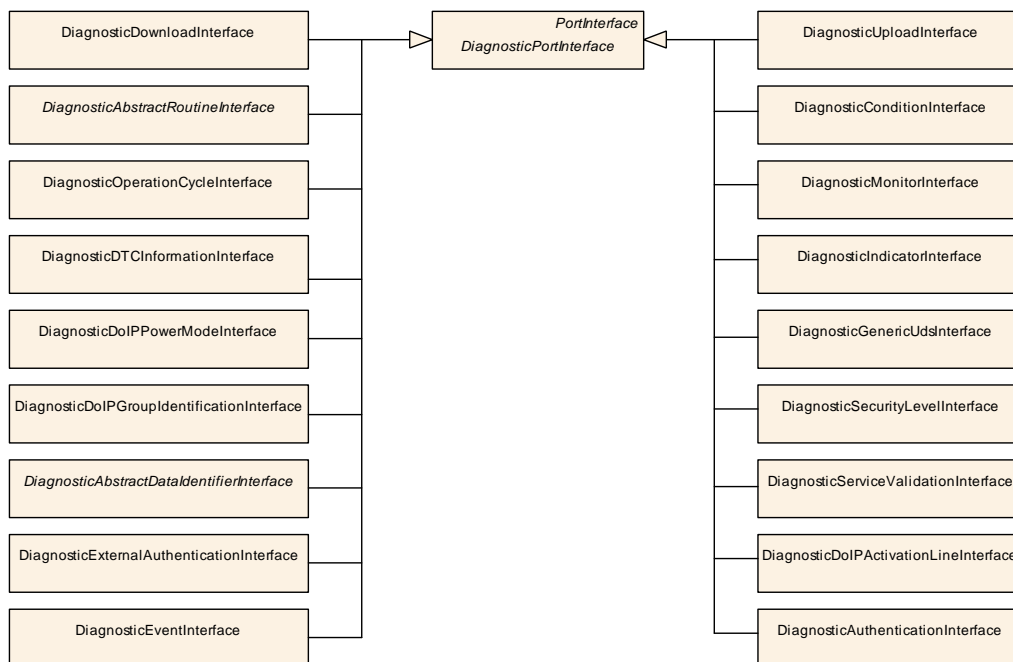 DiagnosticDownloadInterface
DiagnosticAbstractRoutineInterface
DiagnosticOperationCycleInterface
DiagnosticDTCInformationInterface
DiagnosticDoIPPowerModeInterface
DiagnosticDoIPGroupIdentificationInterface
DiagnosticAbstractDataIdentifierInterface
DiagnosticExternalAuthenticationInterface
DiagnosticEventInterface
PortInterface
DiagnosticPortInterface
DiagnosticUploadInterface
DiagnosticConditionInterface
DiagnosticMonitorInterface
DiagnosticIndicatorInterface
DiagnosticGenericUdsInterface
DiagnosticSecurityLevelInterface
DiagnosticServiceValidationInterface
DiagnosticDoIPActivationLineInterface
DiagnosticAuthenticationInterface